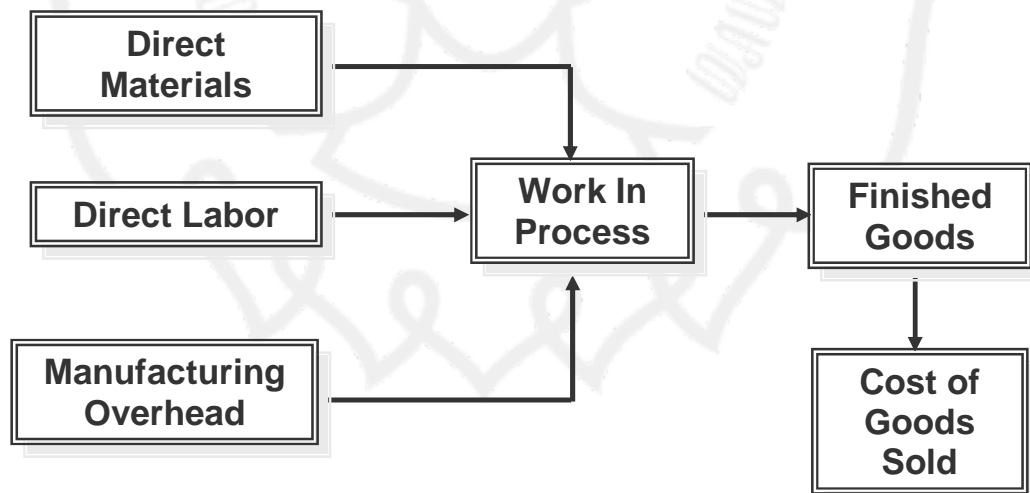 Direct
Materials
Direct Labor
Manufacturing
Overhead
Work In
Process
Finished
Goods
Cost of
Goods
Sold